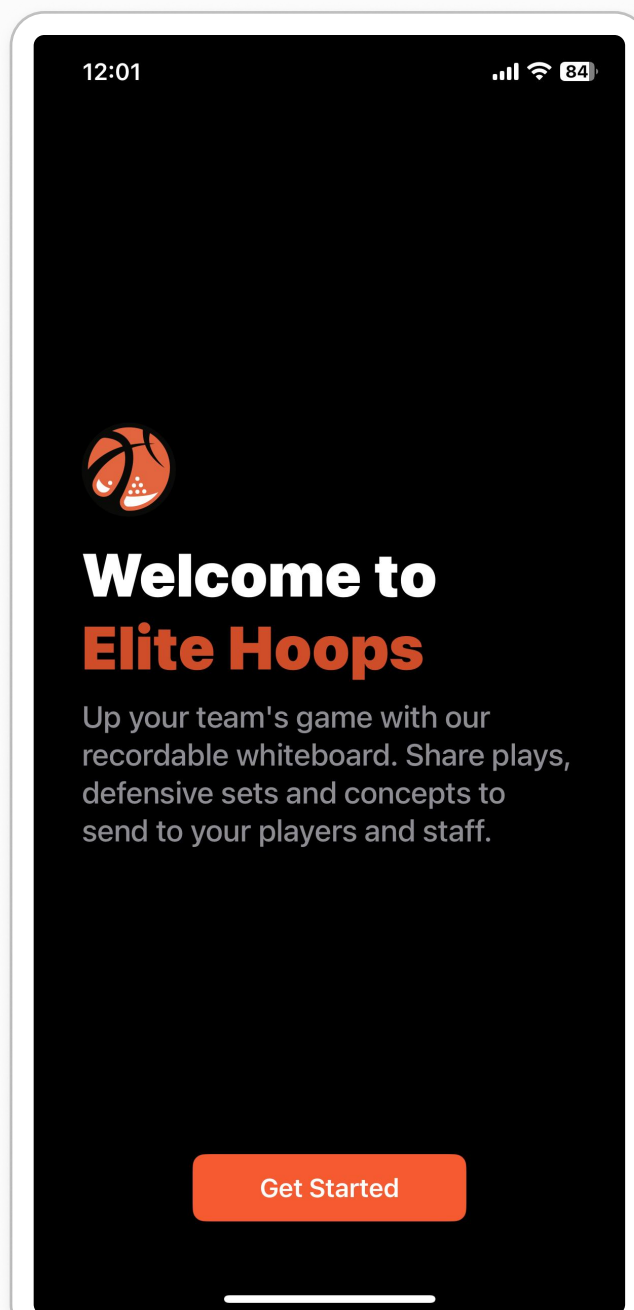 12:01
84
Welcome to
Elite Hoops
Up your team's game with our
recordable whiteboard. Share plays,
defensive sets and concepts to
send to your players and staff.
Get Started